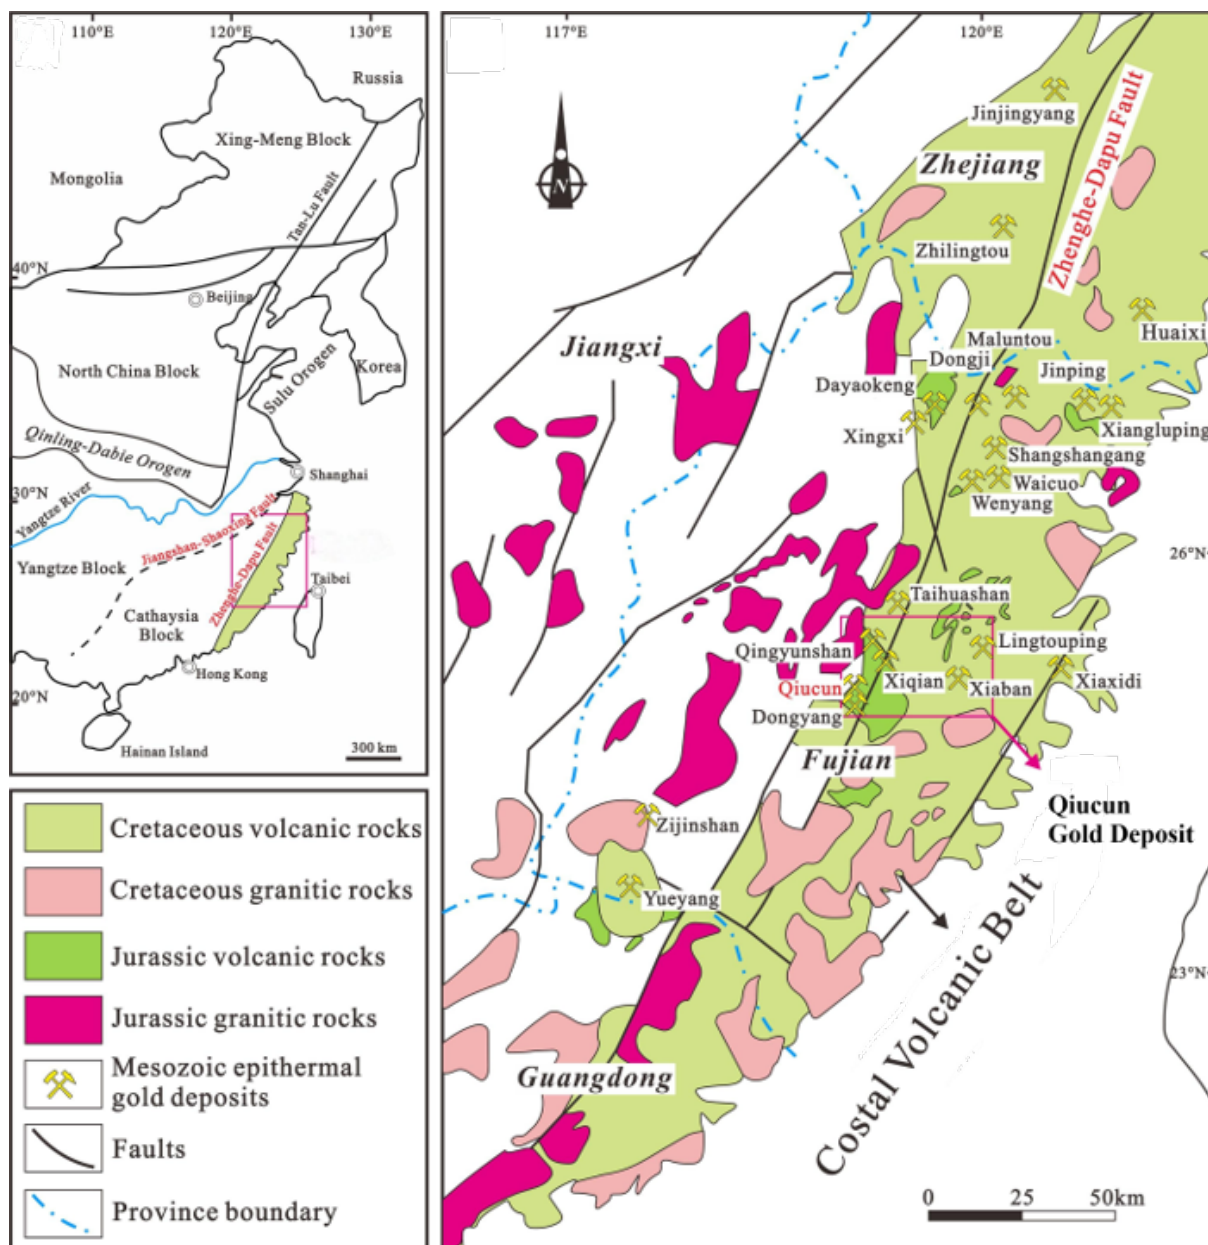 110°E
120°E
130°E
Russia
Xing-Meng Block
Mongolia
Tan-Lu Fault
40°N
Beijing
North China Block
Korea
Sulu Orogen
Qinling-Dabie Orogen
Shanghai
30°N
Yangtze River
Jiangshan-Shaoxing Fault
Yangtze Block
Zhenghe-Dapu Fault
Taibei
Cathaysia
Block
Hong Kong
20°N
Hainan Island
300 km
Cretaceous volcanic rocks
Cretaceous granitic rocks
Jurassic volcanic rocks
Jurassic granitic rocks
Mesozoic epithermal
gold deposits
Faults
Province boundary
117°E
120°E
N
Jinjingyang
Zhejiang
Zhenghe-Dapu Fault
Zhilingtou
Huaixi
Jiangxi
Maluntou
Dongji
Jinping
Dayaokeng
Xingxi
Xiangluping
Shangshangang
Waicuo
Wenyang
26°N
Taihuashan
Qingyunshan
Lingtouping
Qiucun
Xiqian
Xiaban
Xiaxidi
Dongyang
Fujian
Qiucun
Gold Deposit
Zijinshan
Yueyang
Costal Volcanic Belt
23°N
Guangdong
0
25
50km